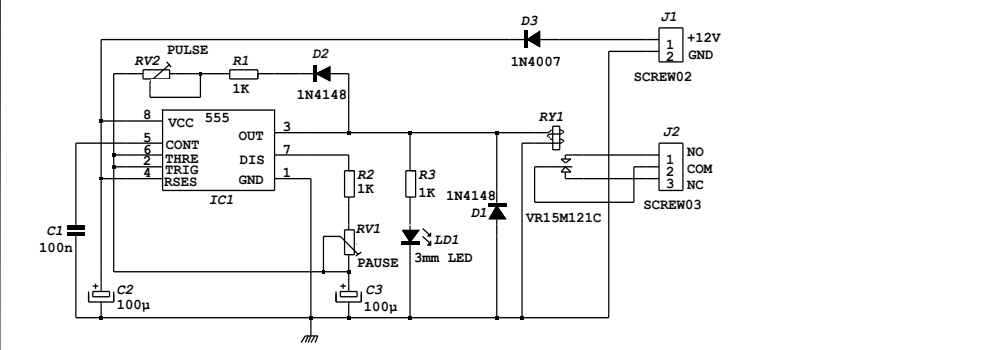 J1
D3
+12V
1
2
GND
PULSE
RV2
R1
D2
1N4007
SCREW02
1K
1N4148
8
VCC
555
RY1
3
OUT
5
CONT
J2
6
THRE
7
DIS
NO
1
2
TRIG
COM
2
4
RSES
GND
1
R2
1K
R3
1K
1N4148
NC
3
IC1
D1
VR15M121C
SCREW03
C1
100n
RV1
LD1
PAUSE
3mm LED
+
C2
100µ
+
C3
100µ